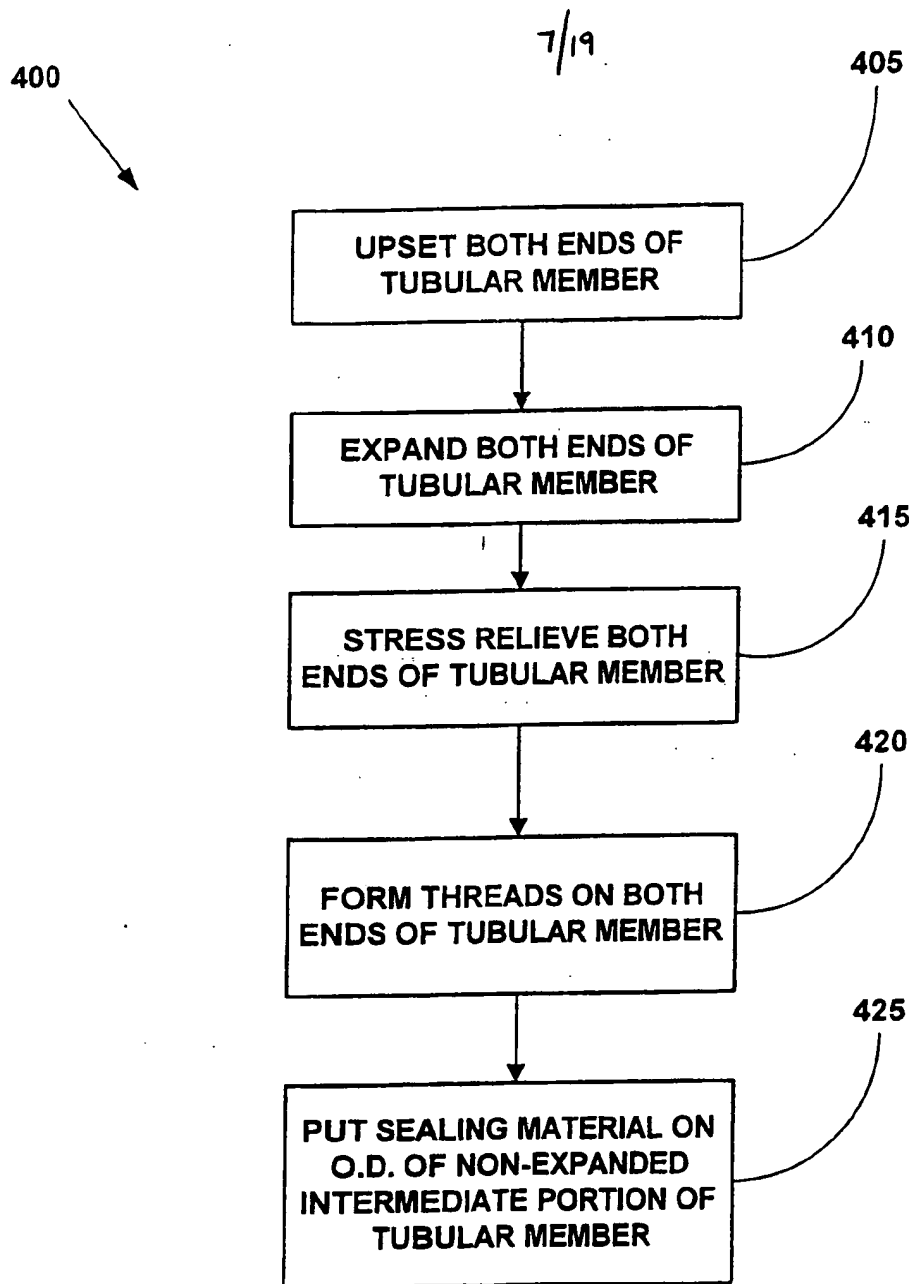 7/19
400
405
UPSET BOTH ENDS OF
TUBULAR MEMBER
410
EXPAND BOTH ENDS OF
TUBULAR MEMBER
415
STRESS RELIEVE BOTH
ENDS OF TUBULAR MEMBER
420
FORM THREADS ON BOTH
ENDS OF TUBULAR MEMBER
425
PUT SEALING MATERIAL ON
O.D. OF NON-EXPANDED
INTERMEDIATE PORTION OF
TUBULAR MEMBER